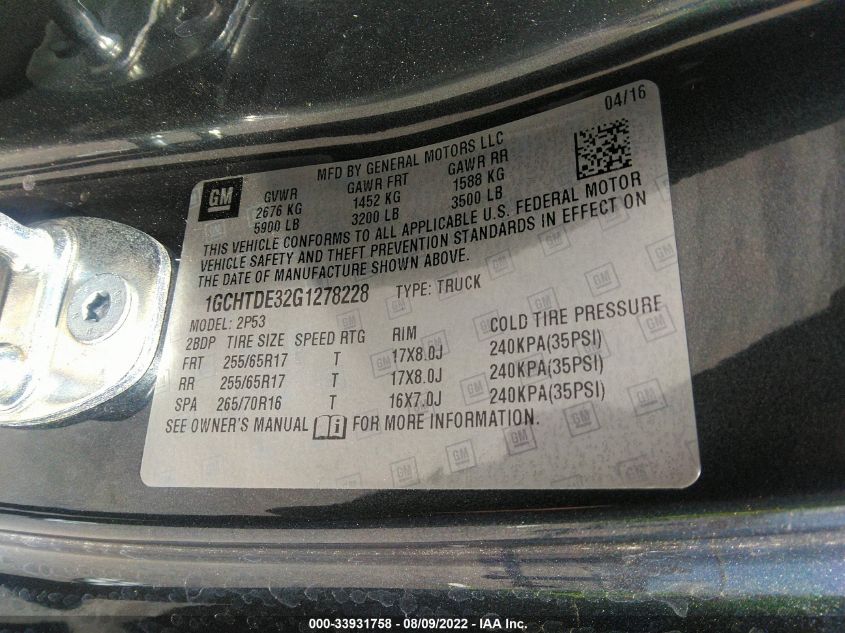 04/16
MFD BY GENERAL MOTORS LLC
GM
GVWR GAWR FRT GAWR RR
2676 KG 1452 KG 1588 KG
5900 LB 3200 LB 3500 LB
THIS VEHICLE CONFORMS TO ALL APPLICABLE U.S. FEDERAL MOTOR
VEHICLE SAFETY AND THEFT PREVENTION STANDARDS IN EFFECT ON
THE DATE OF MANUFACTURE SHOWN ABOVE.
1GCHTDE32G1278228 TYPE: TRUCK
MODEL: 2P53
2BDP TIRE SIZE SPEED RTG RIM COLD TIRE PRESSURE
FRT 255/65R17 T 17X8.0J 240KPA(35PSI)
RR 255/65R17 T 17X8.0J 240KPA(35PSI)
SPA 265/70R16 T 16X7.0J 240KPA(35PSI)
SEE OWNER'S MANUAL i FOR MORE INFORMATION.
000-33931758 - 08/09/2022 - IAA Inc.